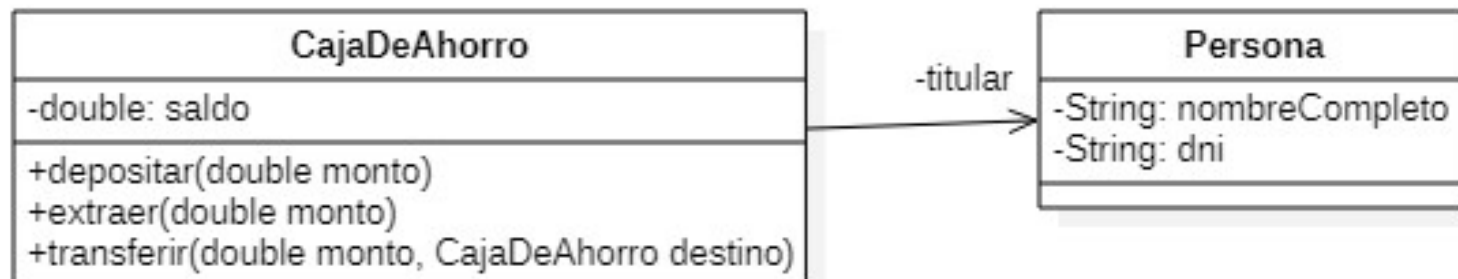 CajaDeAhorro
-double: saldo
+depositar(double monto)
+extraer(double monto)
+transferir(double monto, CajaDeAhorro destino)
-titular
Persona
-String: nombreCompleto
-String: dni